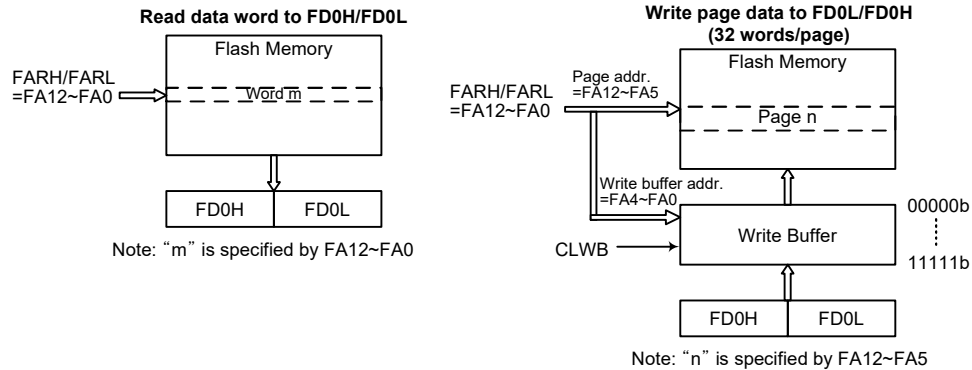 Read data word to FD0H/FD0L
Flash Memory
FARH/FARL
=FA12~FA0
Word m
FD0H
FD0L
Note: “m” is specified by FA12~FA0
Write page data to FD0L/FD0H
(32 words/page)
Flash Memory
FARH/FARL
=FA12~FA0
Page addr.
=FA12~FA5
Page n
Write buffer addr.
=FA4~FA0
Write Buffer
00000b
11111b
CLWB
FD0H
FD0L
Note: “n” is specified by FA12~FA5